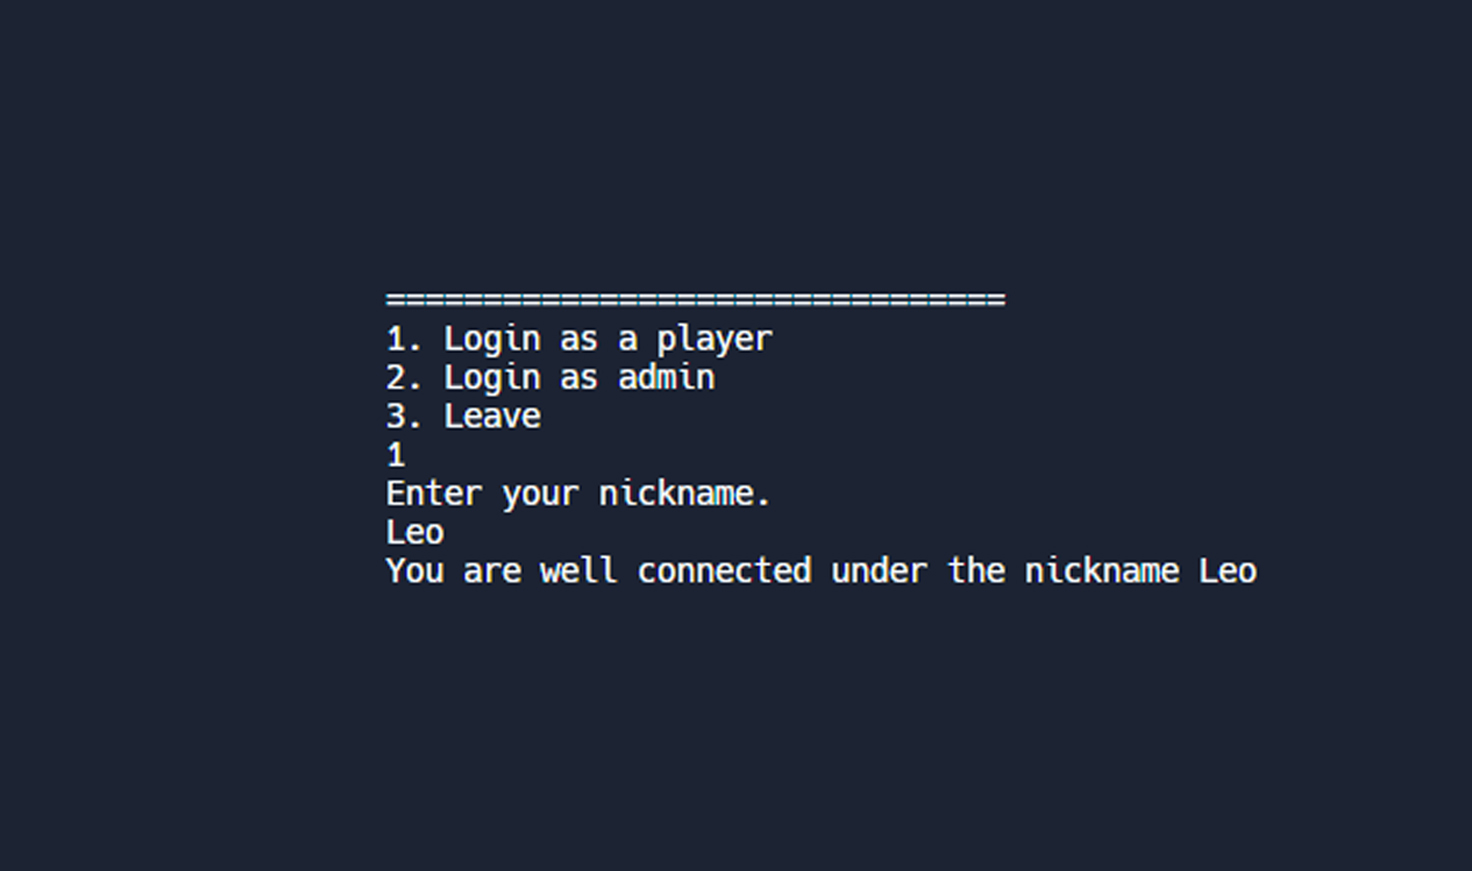 ================================
1. Login as a player
2. Login as admin
3. Leave
1
Enter your nickname.
Leo
You are well connected under the nickname Leo